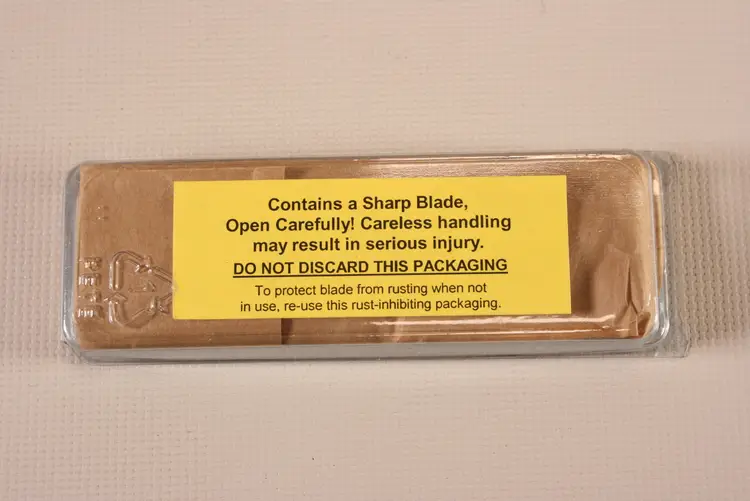 Contains a Sharp Blade,
Open Carefully! Careless handling
may result in serious injury.
DO NOT DISCARD THIS PACKAGING
To protect blade from rusting when not
in use, re-use this rust-inhibiting packaging.